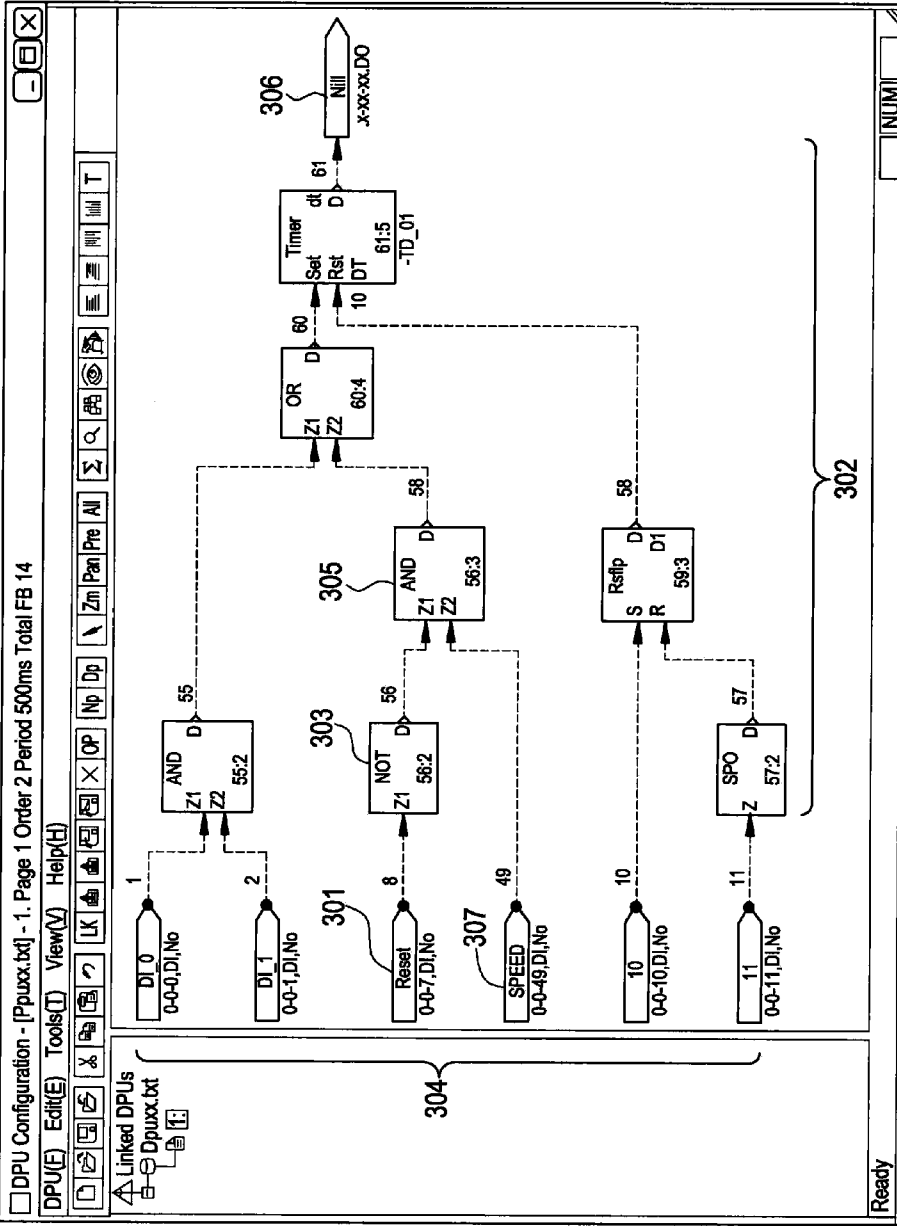 DPU Configuration - [Ppuxx.txt] - 1. Page 1 Order 2 Period 500ms Total FB 14
DPU(E) Edit(E) Tools(T) View(V) Help(H)
LK X OP Np Dp Zm Pan Pre All Σ T
Linked DPUs
Dpuxx.txt
1:
304
DI_0
0-0-0,DI,No
1
DI_1
0-0-1,DI,No
2
301
Reset
0-0-7,DI,No
8
307
SPEED
0-0-49,DI,No
49
10
0-0-10,DI,No
10
11
0-0-11,DI,No
11
AND
Z1
Z2
D
55:2
55
303
NOT
Z1
D
56:2
56
SPO
Z
D
57:2
57
305
AND
Z1
Z2
D
56:3
58
Rsflp
S
R
D
D1
59:3
58
OR
Z1
Z2
D
60:4
60
10
Timer
Set
Rst
DT
dt
D
61:5
-TD_01
61
306
Nill
.x-xx-xx.DO
302
Ready
NUM